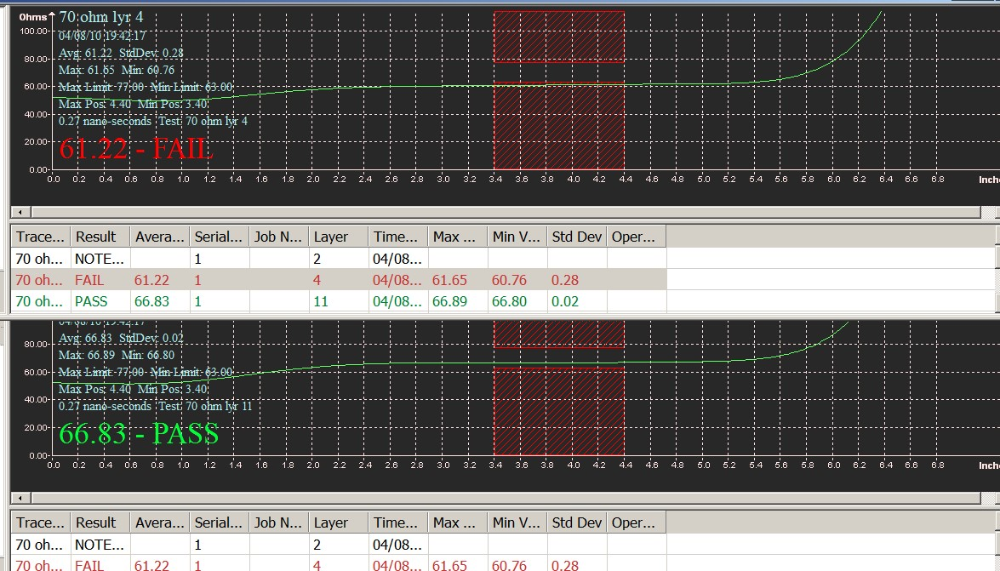 Ohms 70 ohm lyr 4
100.00 04/08/10 19:42:17
Avg: 61.22 StdDev: 0.28
80.00 Max: 61.65 Min: 60.76
60.00 Max Limit: 77.00 Min Limit: 63.00
Max Pos: 4.40 Min Pos: 3.40
40.00 0.27 nano-seconds Test: 70 ohm lyr 4
20.00 61.22 - FAIL
0.00
0.0 0.2 0.4 0.6 0.8 1.0 1.2 1.4 1.6 1.8 2.0 2.2 2.4 2.6 2.8 3.0 3.2 3.4 3.6 3.8 4.0 4.2 4.4 4.6 4.8 5.0 5.2 5.4 5.6 5.8 6.0 6.2 6.4 6.6 6.8 Inch
Trace... Result Avera... Serial... Job N... Layer Time... Max ... Min V... Std Dev Oper...
70 oh... NOTE... 1 2 04/08...
70 oh... FAIL 61.22 1 4 04/08... 61.65 60.76 0.28
70 oh... PASS 66.83 1 11 04/08... 66.89 66.80 0.02
04/08/10 19:42:17
80.00 Avg: 66.83 StdDev: 0.02
Max: 66.89 Min: 66.80
60.00 Max Limit: 77.00 Min Limit: 63.00
Max Pos: 4.40 Min Pos: 3.40
40.00 0.27 nano-seconds Test: 70 ohm lyr 11
20.00 66.83 - PASS
0.00
0.0 0.2 0.4 0.6 0.8 1.0 1.2 1.4 1.6 1.8 2.0 2.2 2.4 2.6 2.8 3.0 3.2 3.4 3.6 3.8 4.0 4.2 4.4 4.6 4.8 5.0 5.2 5.4 5.6 5.8 6.0 6.2 6.4 6.6 6.8 Inch
Trace... Result Avera... Serial... Job N... Layer Time... Max ... Min V... Std Dev Oper...
70 oh... NOTE... 1 2 04/08...
70 oh... FAIL 61.22 1 4 04/08... 61.65 60.76 0.28